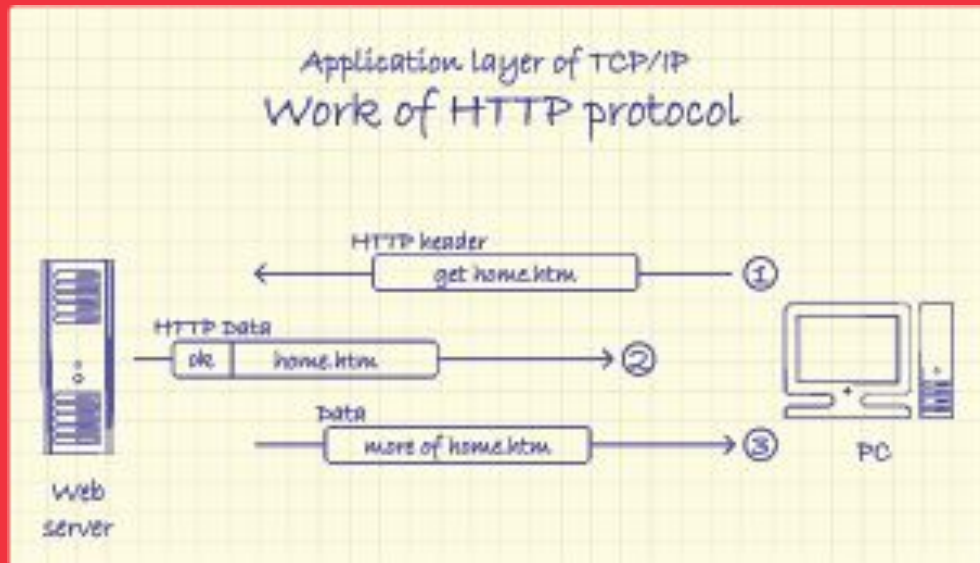 Application layer of TCP/IP
Work of HTTP protocol
HTTP header
get home.htm
1
HTTP Data
ok
home.htm
2
Data
more of home.htm
3
PC
Web
server